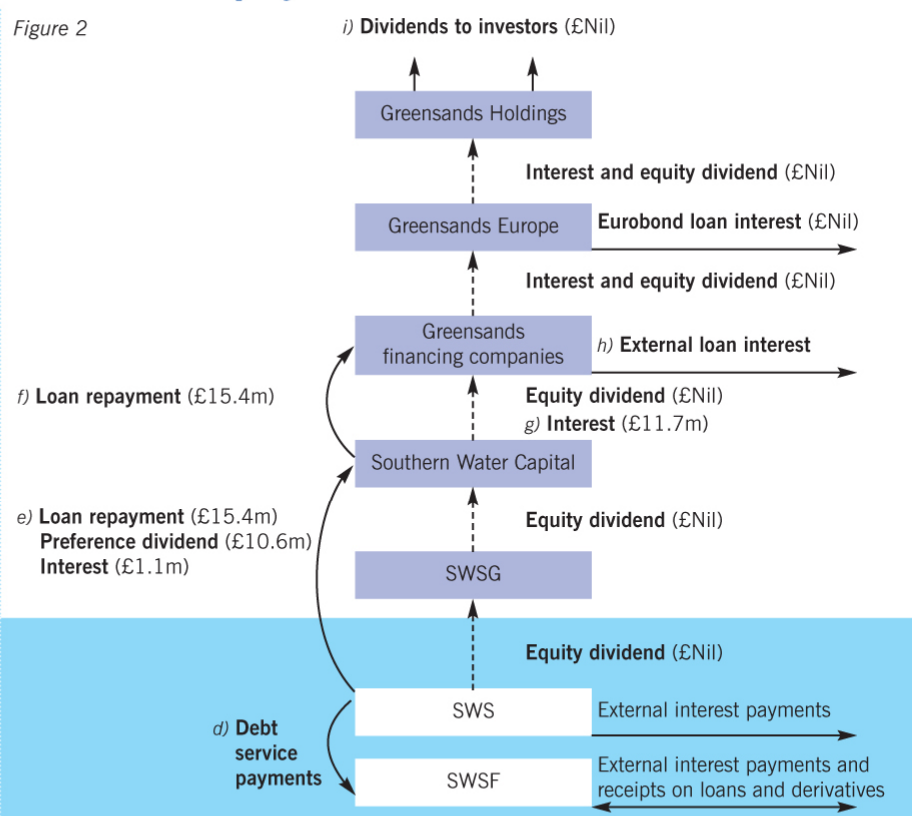 Figure 2
i) Dividends to investors (£Nil)
Greensands Holdings
Interest and equity dividend (£Nil)
Greensands Europe
Eurobond loan interest (£Nil)
Interest and equity dividend (£Nil)
Greensands
financing companies
h) External loan interest
f) Loan repayment (£15.4m)
Equity dividend (£Nil)
g) Interest (£11.7m)
Southern Water Capital
e) Loan repayment (£15.4m)
Preference dividend (£10.6m)
Interest (£1.1m)
Equity dividend (£Nil)
SWSG
Equity dividend (£Nil)
SWS
External interest payments
d) Debt
service
payments
SWSF
External interest payments and
receipts on loans and derivatives